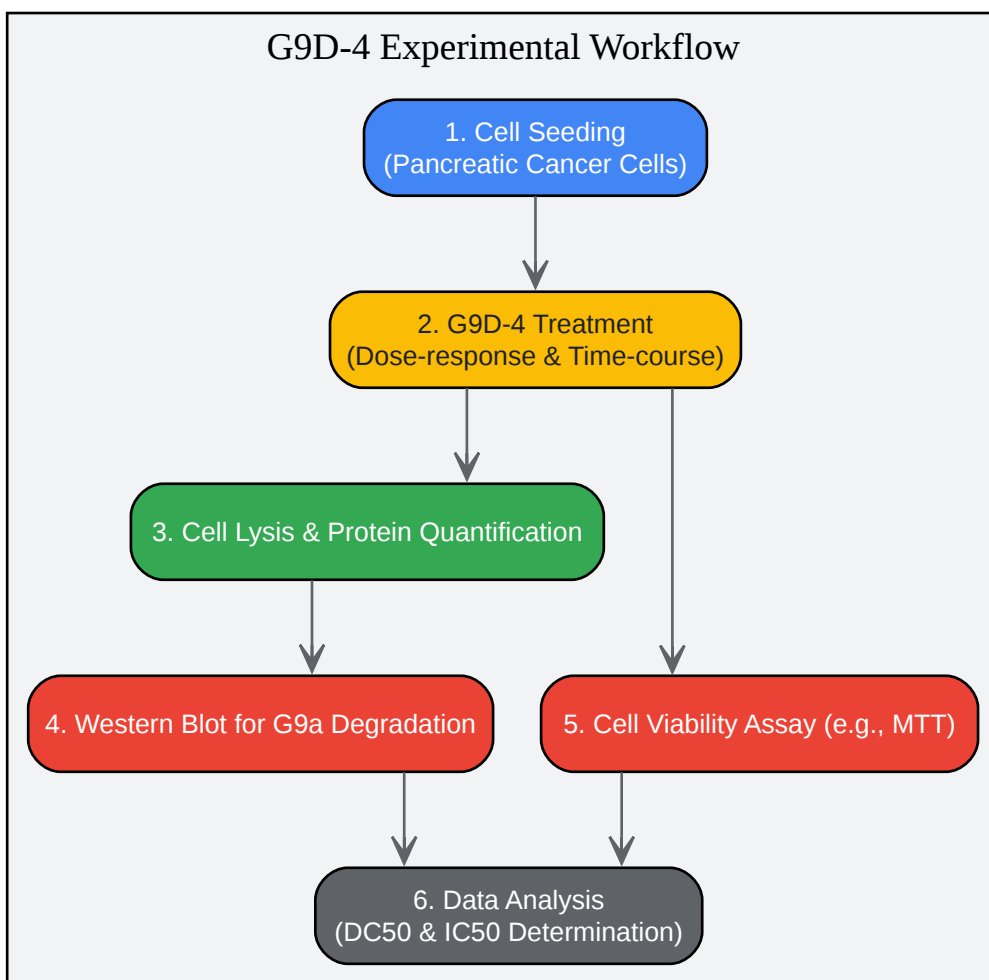 G9D-4 Experimental Workflow
1. Cell Seeding
(Pancreatic Cancer Cells)
2. G9D-4 Treatment
(Dose-response & Time-course)
3. Cell Lysis & Protein Quantification
4. Western Blot for G9a Degradation
5. Cell Viability Assay (e.g., MTT)
6. Data Analysis
(DC50 & IC50 Determination)